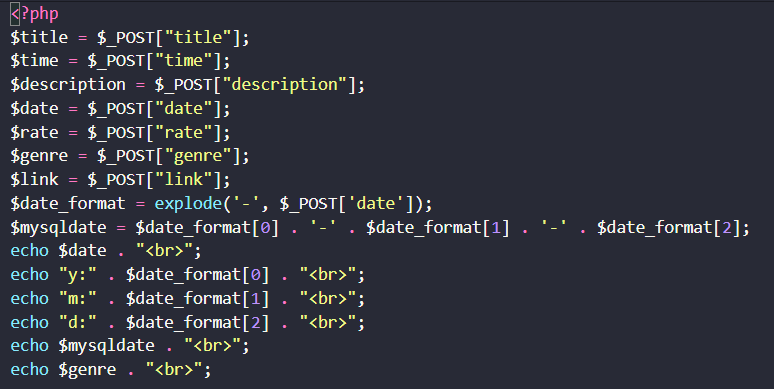 <?php
$title = $_POST["title"];
$time = $_POST["time"];
$description = $_POST["description"];
$date = $_POST["date"];
$rate = $_POST["rate"];
$genre = $_POST["genre"];
$link = $_POST["link"];
$date_format = explode('-', $_POST['date']);
$mysqldate = $date_format[0] . '-' . $date_format[1] . '-' . $date_format[2];
echo $date . "<br>";
echo "y:" . $date_format[0] . "<br>";
echo "m:" . $date_format[1] . "<br>";
echo "d:" . $date_format[2] . "<br>";
echo $mysqldate . "<br>";
echo $genre . "<br>";